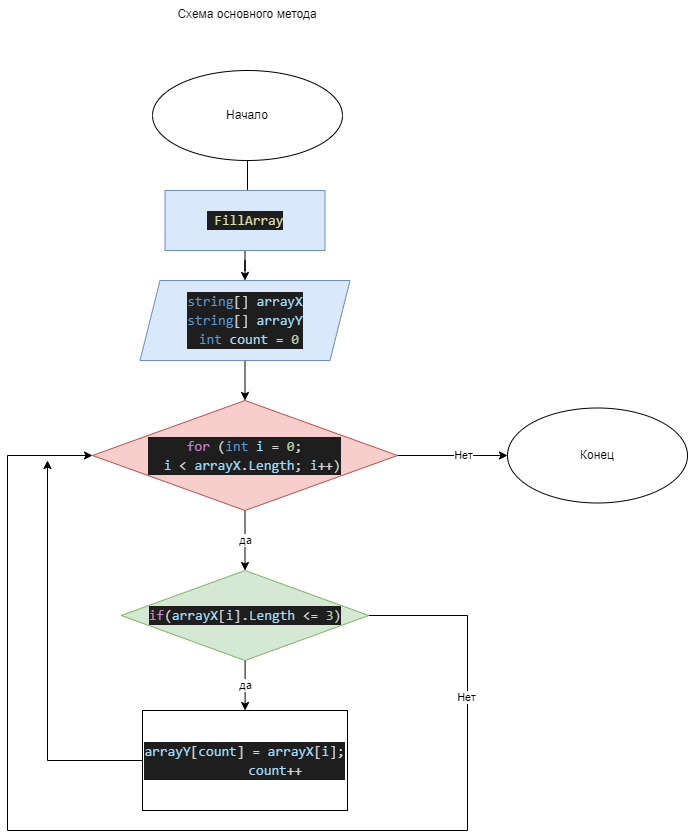 Схема основного метода
Начало
FillArray
string[] arrayX
string[] arrayY
int count = 0
for (int i = 0;
i < arrayX.Length; i++)
Нет
Конец
да
if(arrayX[i].Length <= 3)
да
Нет
arrayY[count] = arrayX[i];
count++